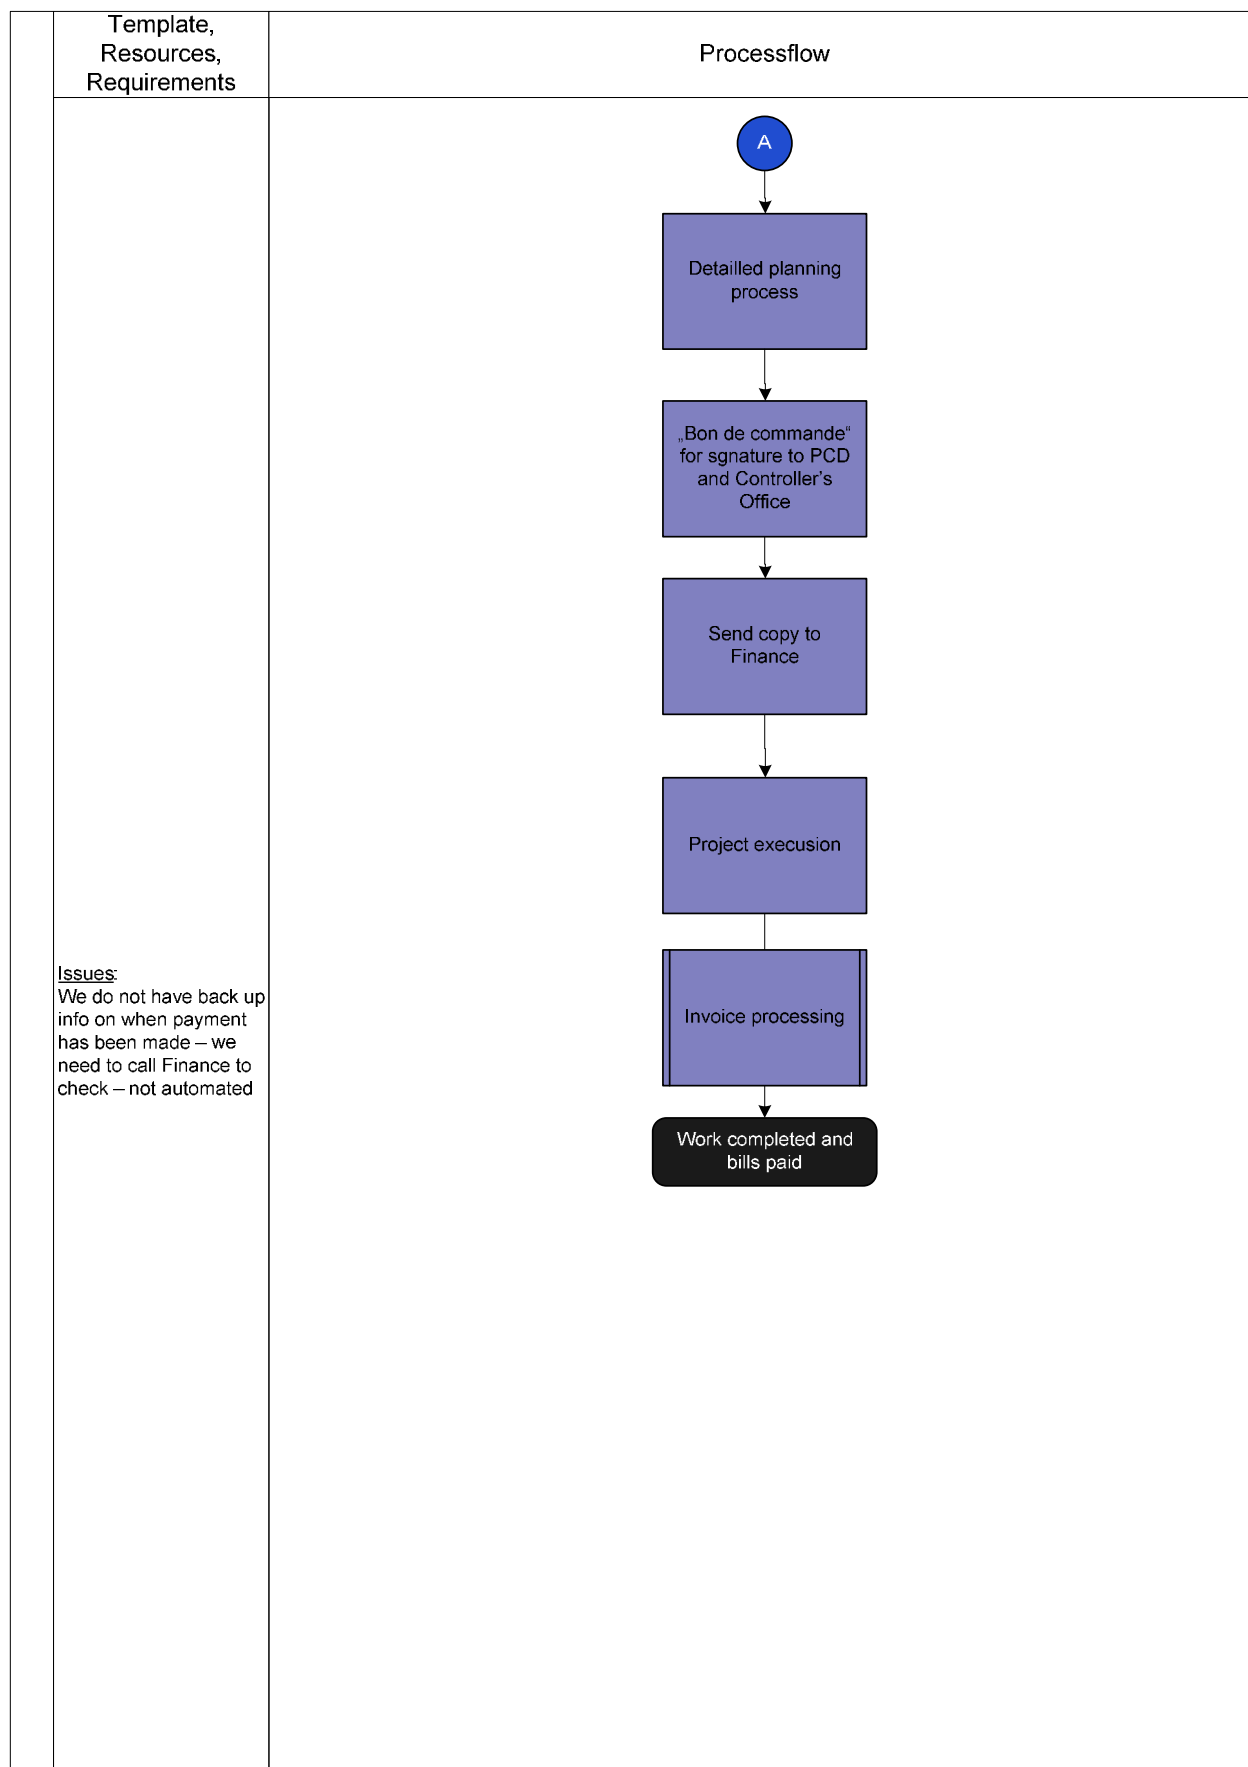 Template,
Resources,
Requirements
Processflow
A
Detailled planning
process
„Bon de commande“
for sgnature to PCD
and Controller’s
Office
Send copy to
Finance
Project execusion
Issues:
We do not have back up
info on when payment
has been made – we
need to call Finance to
check – not automated
Invoice processing
Work completed and
bills paid